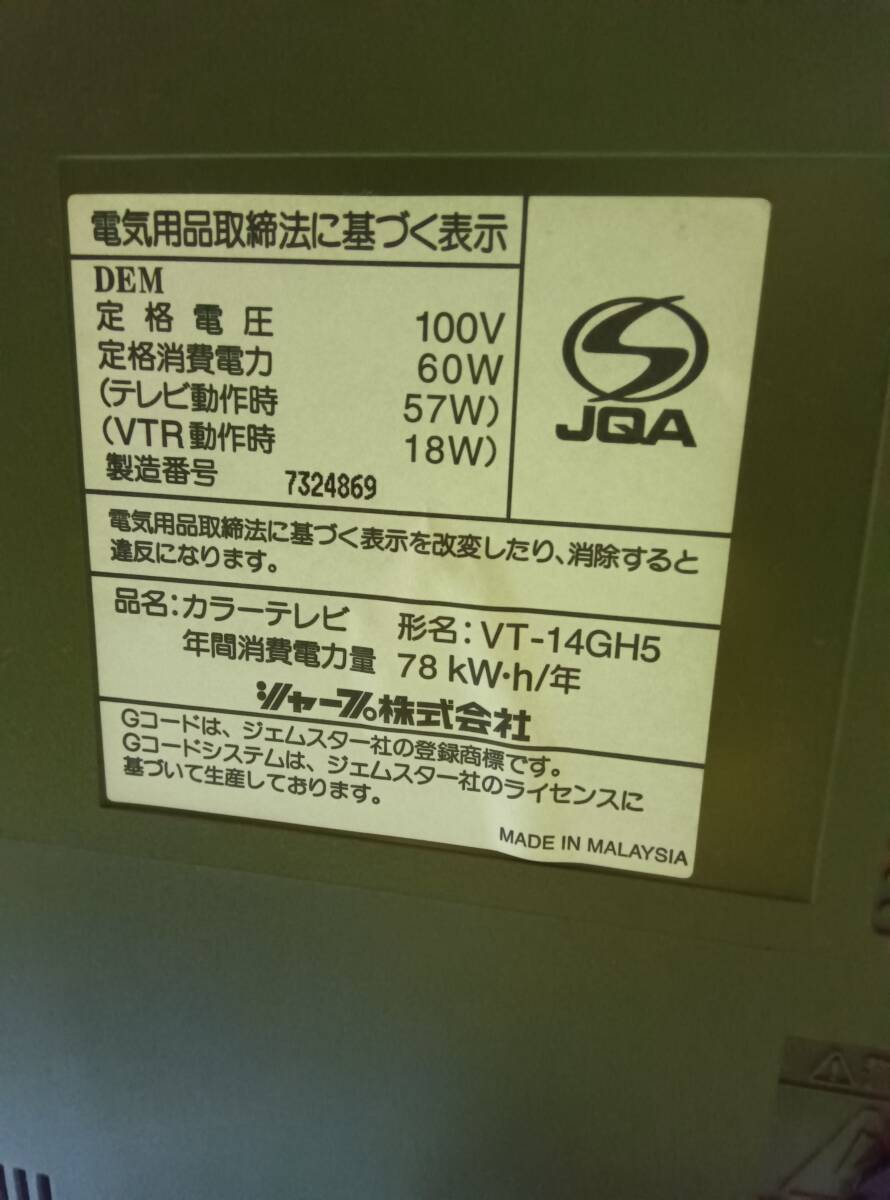 電気用品取締法に基づく表示
DEM
定格電圧 100V
定格消費電力 60W
(テレビ動作時 57W)
(VTR動作時 18W)
製造番号 7324869
JQA
電気用品取締法に基づく表示を改変したり、消除すると
違反になります。
品名:カラーテレビ 形名:VT-14GH5
年間消費電力量 78 kW·h/年
シャープ株式会社
Gコードは、ジェムスター社の登録商標です。
Gコードシステムは、ジェムスター社のライセンスに
基づいて生産しております。
MADE IN MALAYSIA